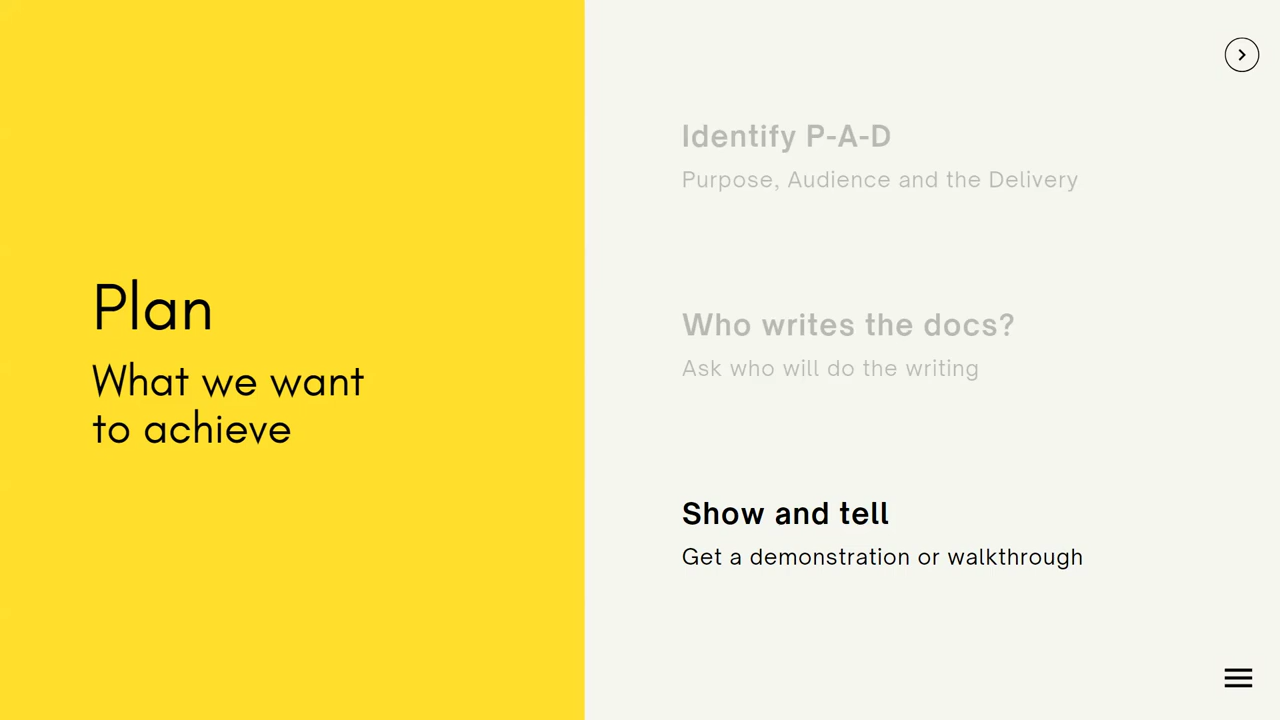 Plan
What we want
to achieve
Identify P-A-D
Purpose, Audience and the Delivery
Who writes the docs?
Ask who will do the writing
Show and tell
Get a demonstration or walkthrough